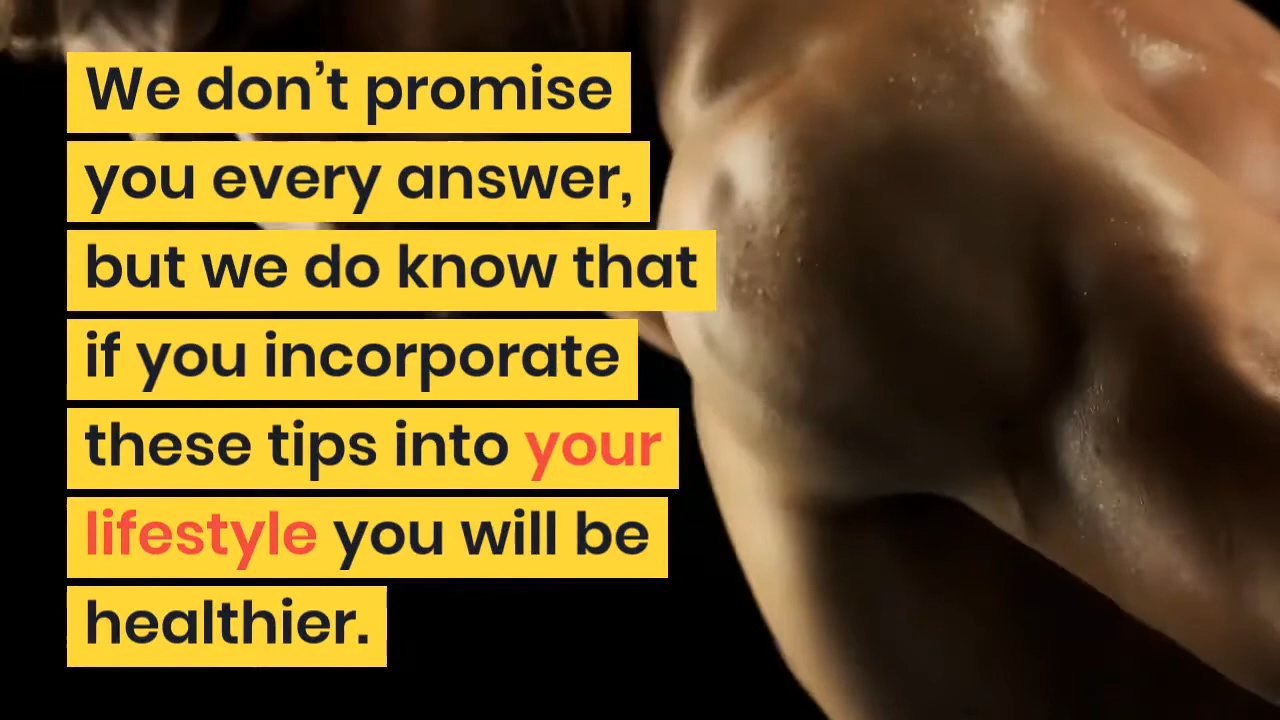 We don’t promise
you every answer,
but we do know that
if you incorporate
these tips into your
lifestyle you will be
healthier.